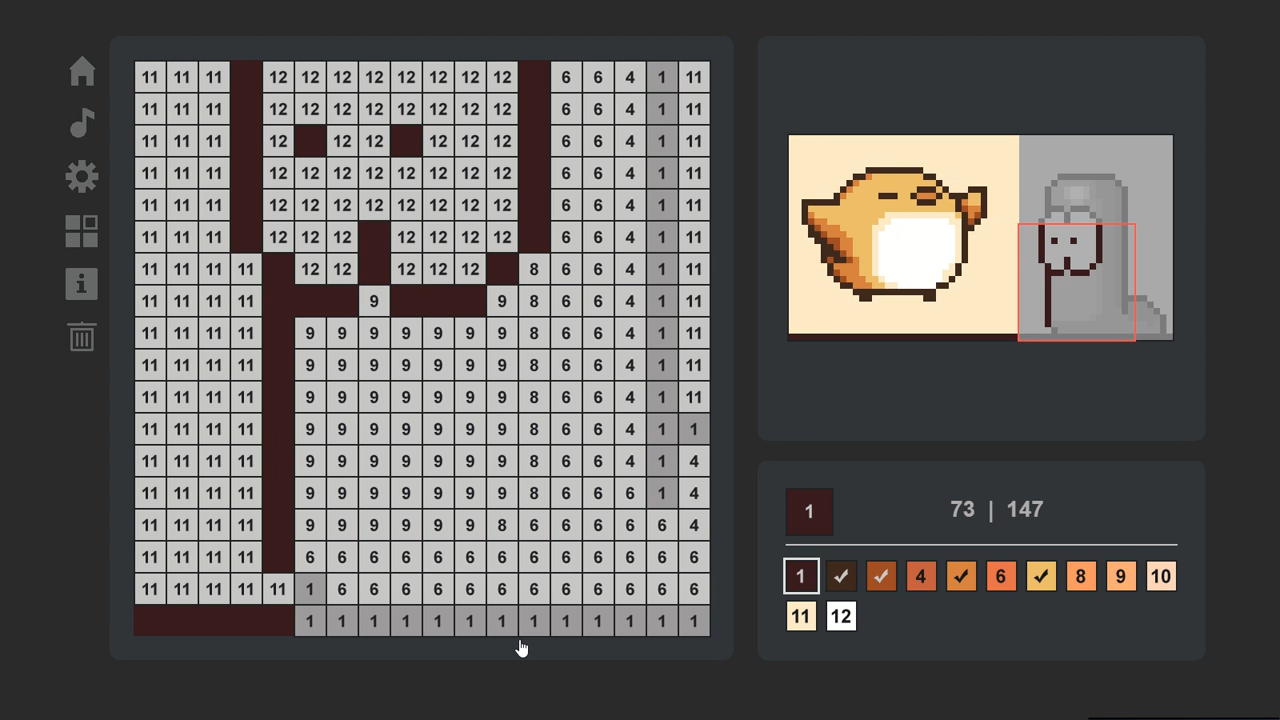 11 11 11 12 12 12 12 12 12 12 12 6 6 4 1 11
11 11 11 12 12 12 12 12 12 12 12 6 6 4 1 11
11 11 11 12 12 12 12 12 12 6 6 4 1 11
11 11 11 12 12 12 12 12 12 12 12 6 6 4 1 11
11 11 11 12 12 12 12 12 12 12 12 6 6 4 1 11
11 11 11 12 12 12 12 12 12 12 6 6 4 1 11
11 11 11 11 12 12 12 12 12 8 6 6 4 1 11
11 11 11 11 9 9 8 6 6 4 1 11
11 11 11 11 9 9 9 9 9 9 9 8 6 6 4 1 11
11 11 11 11 9 9 9 9 9 9 9 8 6 6 4 1 11
11 11 11 11 9 9 9 9 9 9 9 8 6 6 4 1 11
11 11 11 11 9 9 9 9 9 9 9 8 6 6 4 1 1
11 11 11 11 9 9 9 9 9 9 9 8 6 6 4 1 4
11 11 11 11 9 9 9 9 9 9 9 8 6 6 6 1 4
11 11 11 11 9 9 9 9 9 9 8 6 6 6 6 6 4
11 11 11 11 6 6 6 6 6 6 6 6 6 6 6 6 6
11 11 11 11 11 1 6 6 6 6 6 6 6 6 6 6 6 6
1 1 1 1 1 1 1 1 1 1 1 1 1
1 73 | 147
1 4 6 8 9 10
11 12